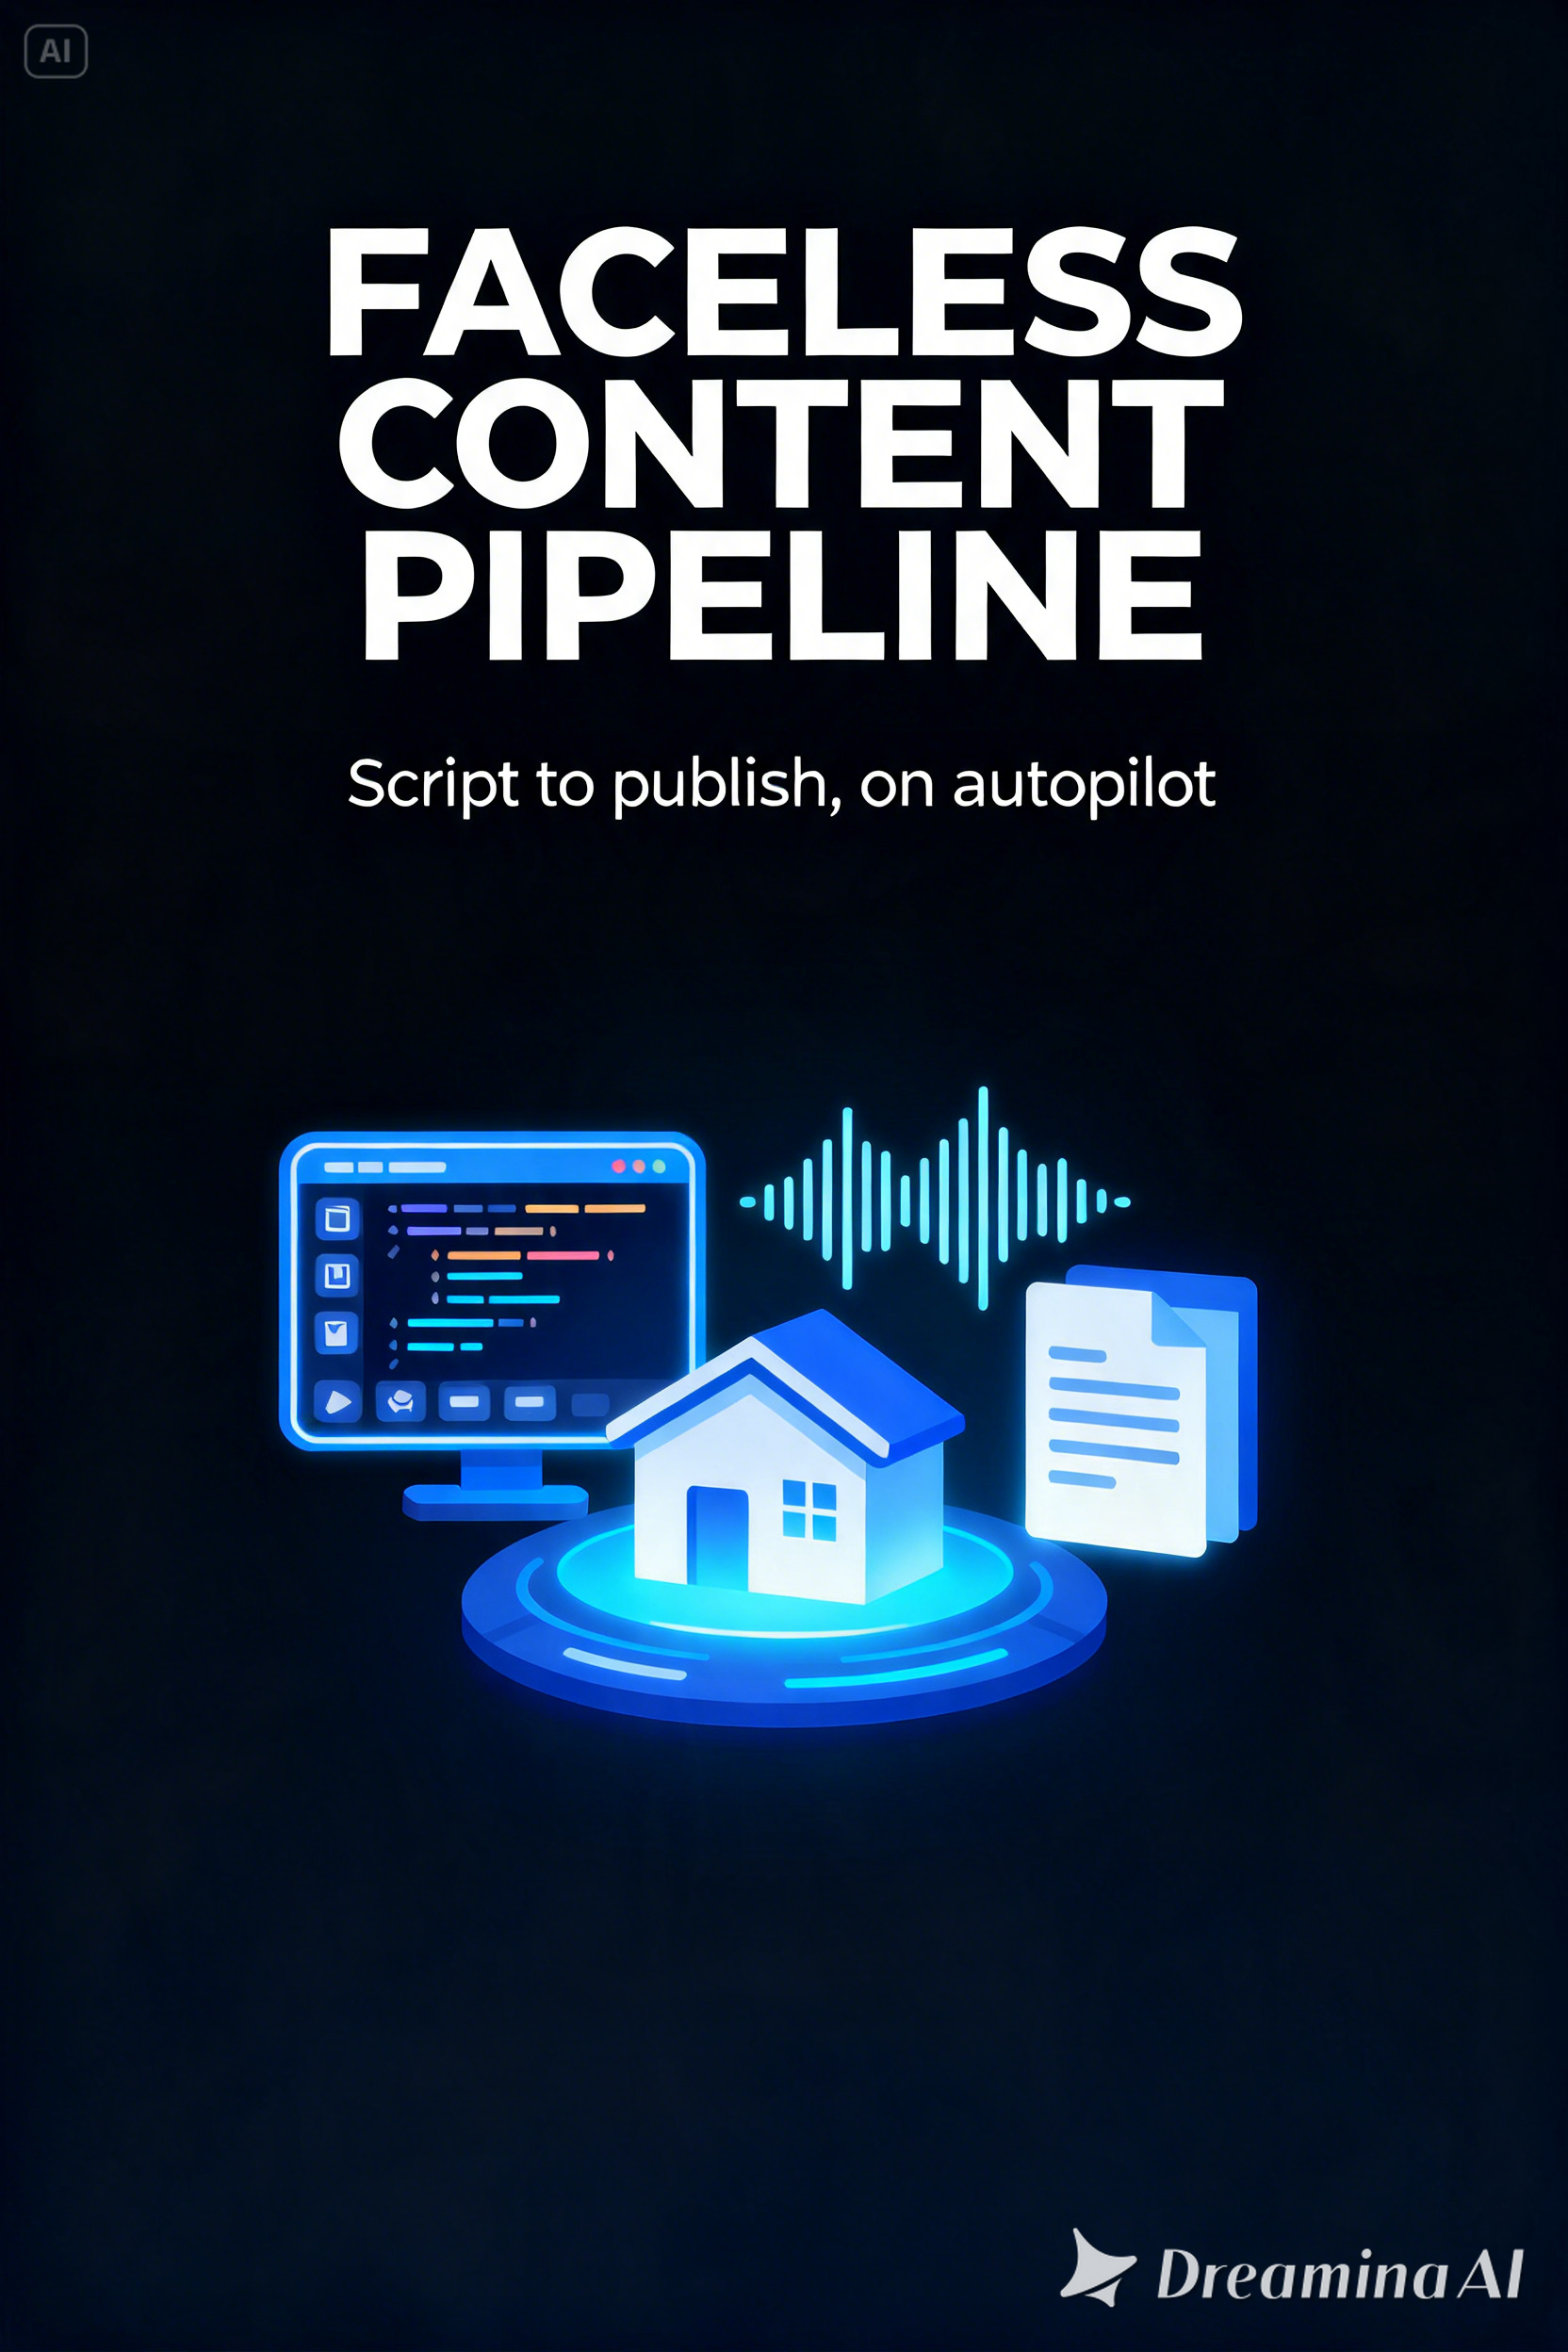 AI
FACELESS
CONTENT
PIPELINE
Script to publish, on autopilot
Dreamina AI